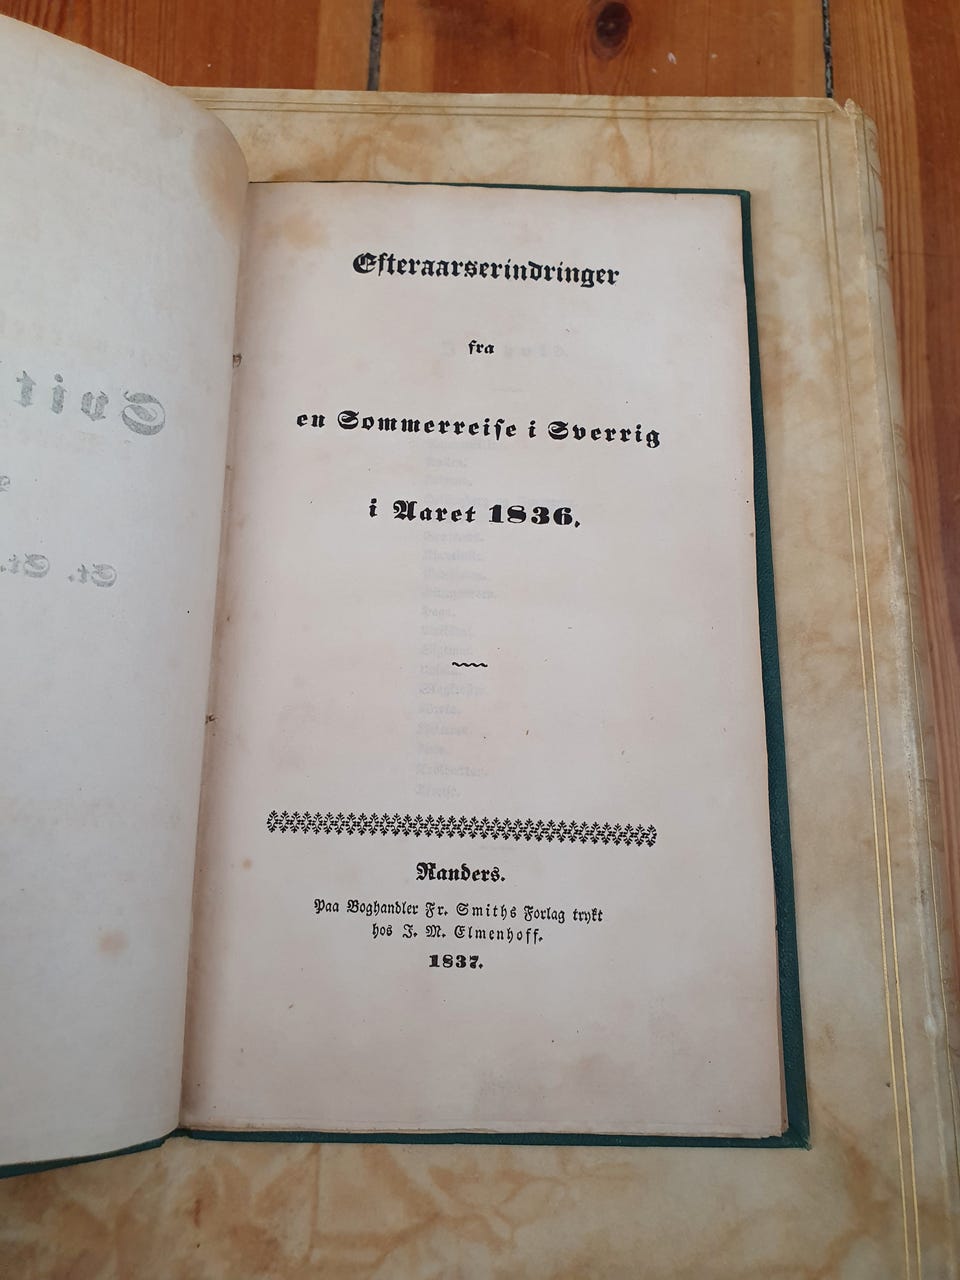 Efteraarserindringer
fra
en Sommerreise i Sverrig
i Aaret 1836.
Randers.
Paa Boghandler Fr. Smiths Forlag trykt
hos J. M. Elmenhoff.
1837.